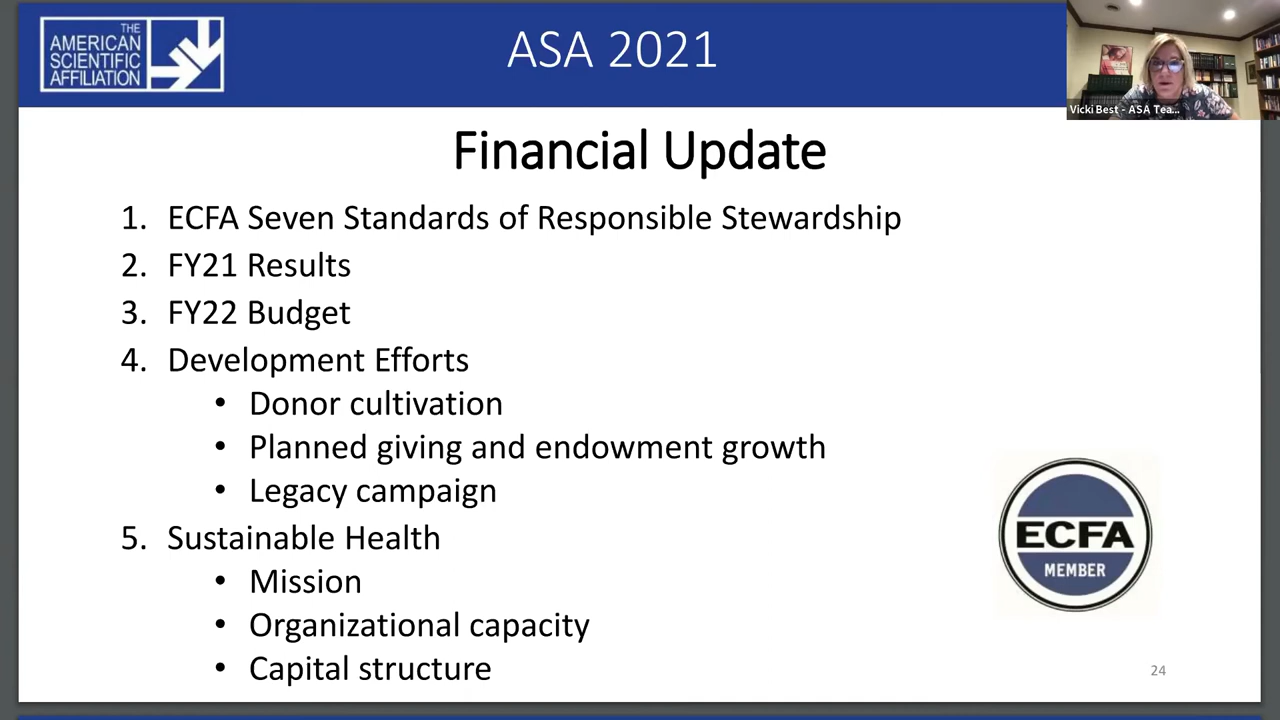 THE
AMERICAN
SCIENTIFIC
AFFILIATION
ASA 2021
Vicki Best - ASA Tea...
Financial Update
1. ECFA Seven Standards of Responsible Stewardship
2. FY21 Results
3. FY22 Budget
4. Development Efforts
• Donor cultivation
• Planned giving and endowment growth
• Legacy campaign
5. Sustainable Health
• Mission
• Organizational capacity
• Capital structure
ECFA
MEMBER
24